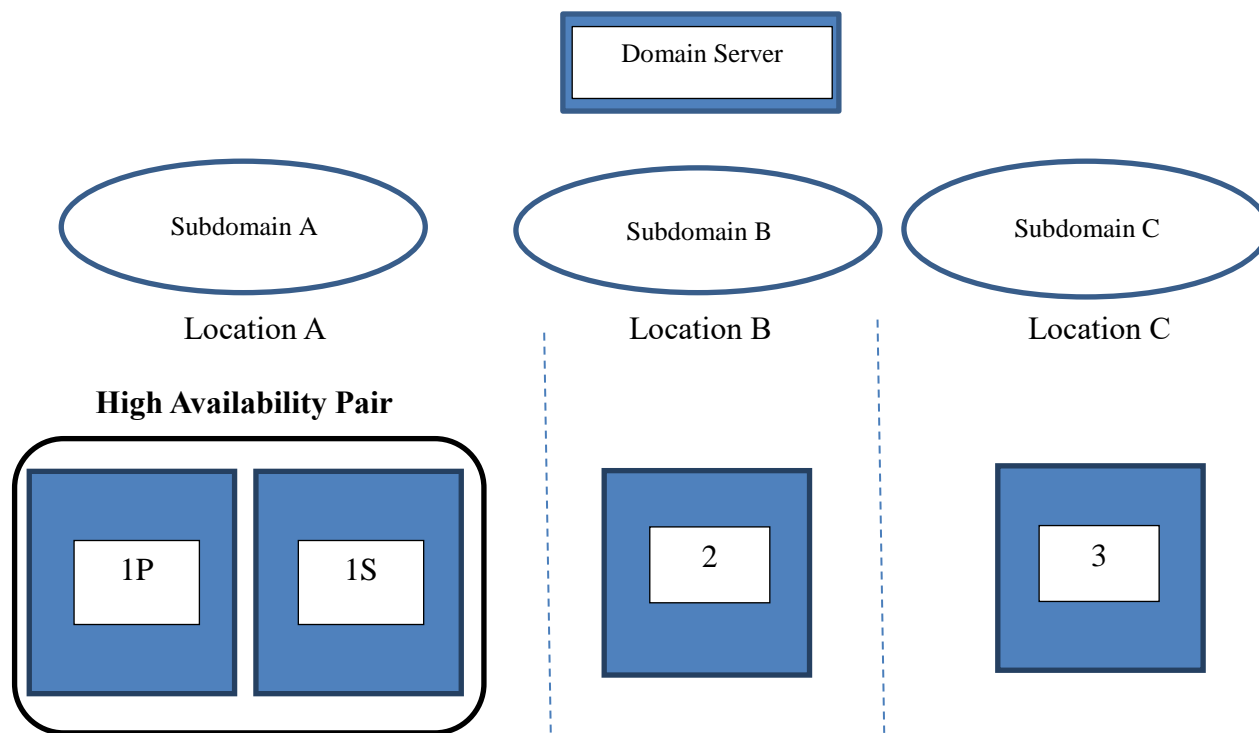 Domain Server
Subdomain A
Subdomain B
Subdomain C
Location A
Location B
Location C
High Availability Pair
1P
1S
2
3